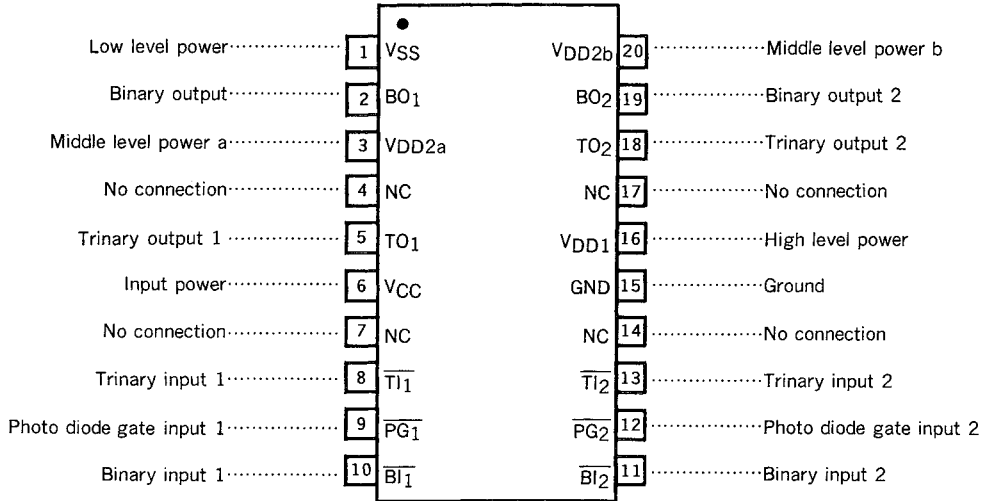 Low level power 1 VSS VDD2b 20 Middle level power b
Binary output 2 BO1 BO2 19 Binary output 2
Middle level power a 3 VDD2a TO2 18 Trinary output 2
No connection 4 NC NC 17 No connection
Trinary output 1 5 TO1 VDD1 16 High level power
Input power 6 VCC GND 15 Ground
No connection 7 NC NC 14 No connection
Trinary input 1 8 TI1 TI2 13 Trinary input 2
Photo diode gate input 1 9 PG1 PG2 12 Photo diode gate input 2
Binary input 1 10 BI1 BI2 11 Binary input 2